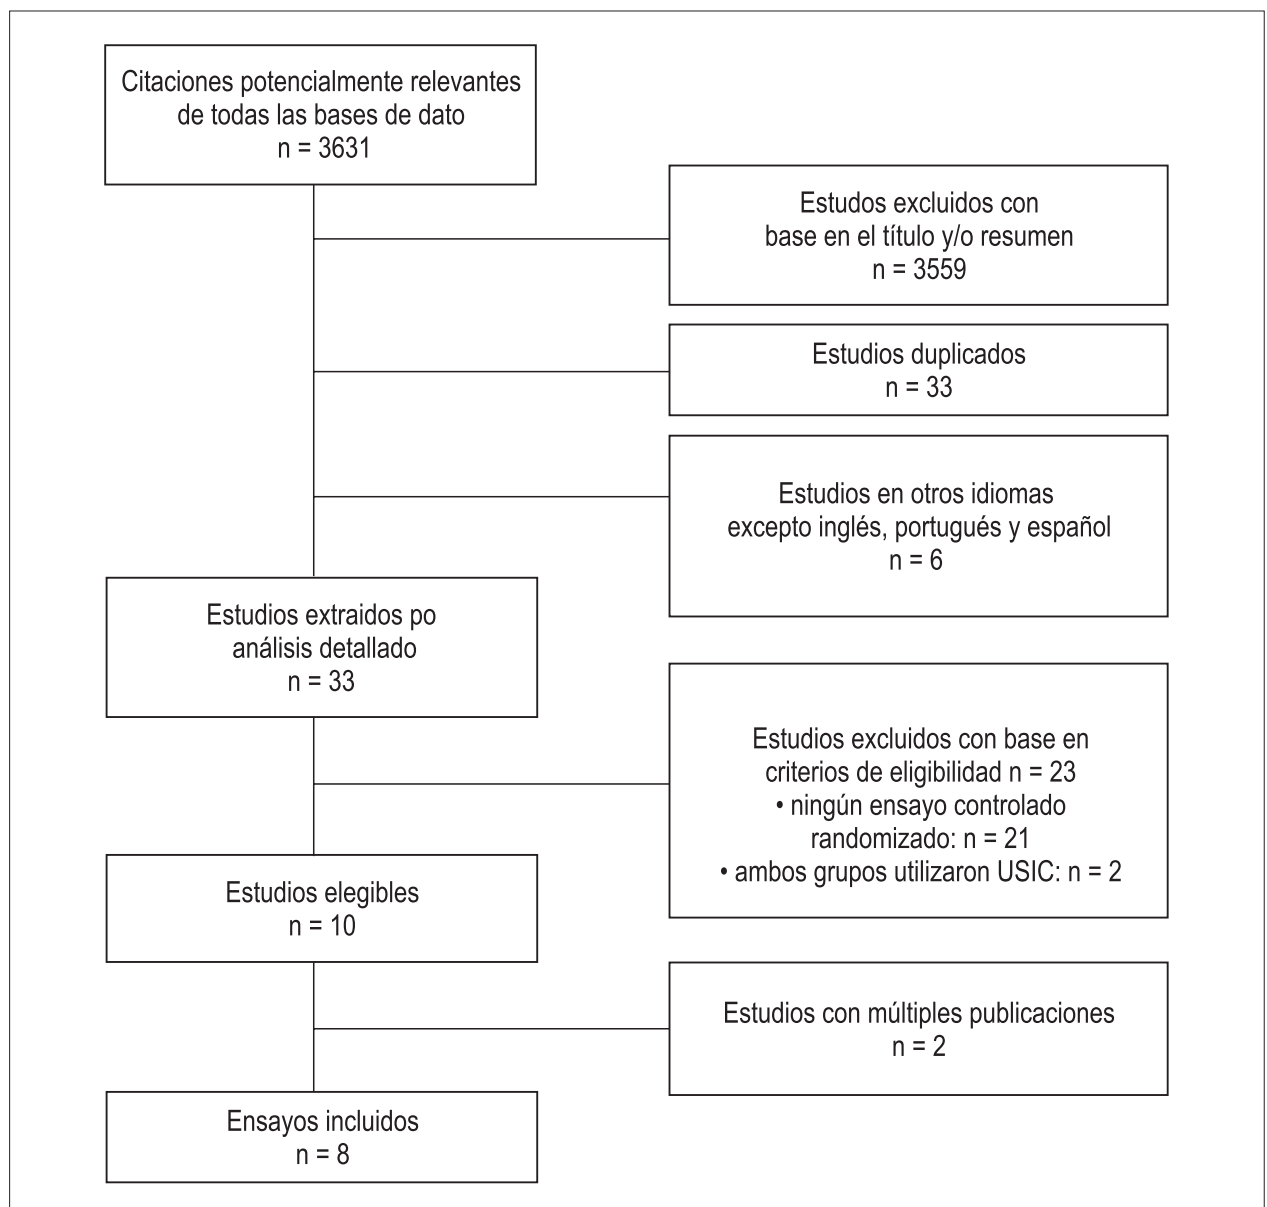 Citaciones potencialmente relevantes
de todas las bases de dato
n = 3631
Estudos excluidos con
base en el título y/o resumen
n = 3559
Estudios duplicados
n = 33
Estudios en otros idiomas
excepto inglés, portugués y español
n = 6
Estudios extraidos po
análisis detallado
n = 33
Estudios excluidos con base en
criterios de eligibilidad n = 23
• ningún ensayo controlado
randomizado: n = 21
• ambos grupos utilizaron USIC: n = 2
Estudios elegibles
n = 10
Estudios con múltiples publicaciones
n = 2
Ensayos incluidos
n = 8